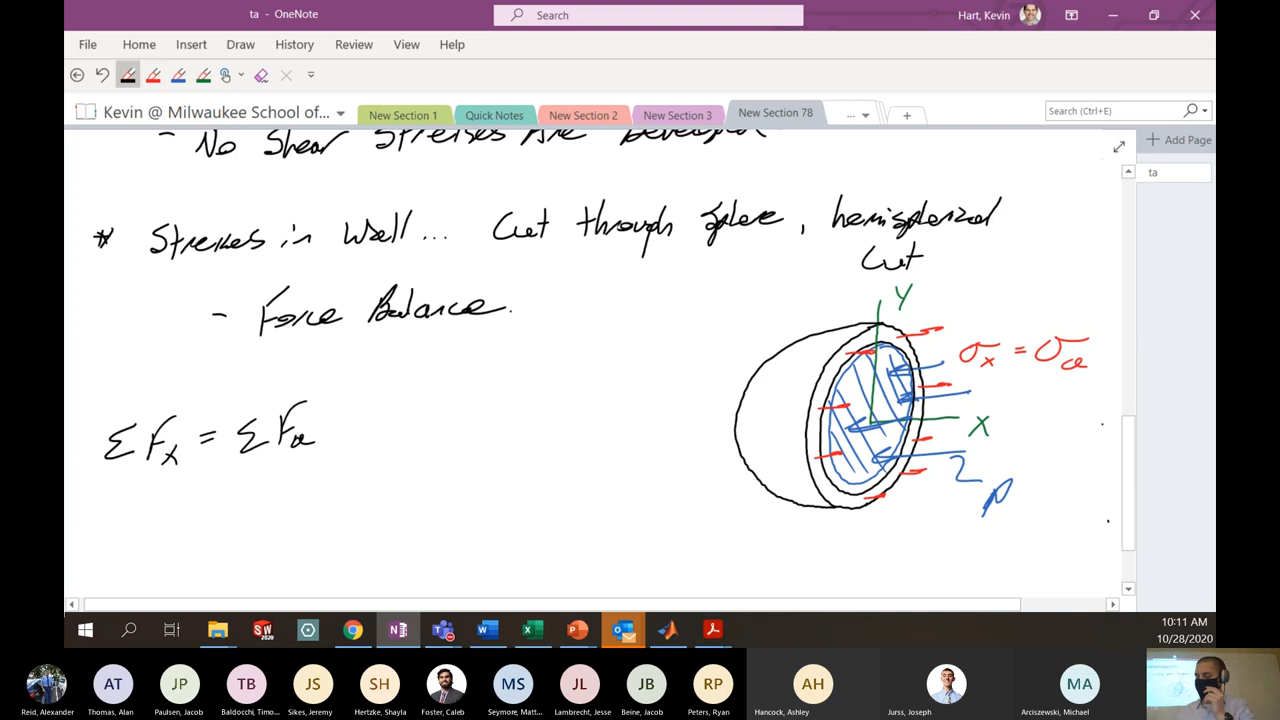 ta - OneNote
Search
Hart, Kevin
File Home Insert Draw History Review View Help
Kevin @ Milwaukee School of...
New Section 1
Quick Notes
New Section 2
New Section 3
New Section 78
...
Search (Ctrl+E)
Add Page
ta
- No Shear Stresses Are Developed
* Stresses in Wall... Cut through Sphere, hemispherical
Cut
- Force Balance.
Y
σx = σa
X
p
ΣFx = ΣFa
10:11 AM
10/28/2020
SW
2020
AT
JP
TB
JS
SH
MS
JL
JB
RP
AH
MA
Reid, Alexander
Thomas, Alan
Paulsen, Jacob
Baldocchi, Timo...
Sikes, Jeremy
Hertzke, Shayla
Foster, Caleb
Seymore, Matt...
Lambrecht, Jesse
Beine, Jacob
Peters, Ryan
Hancock, Ashley
Jurss, Joseph
Arciszewski, Michael